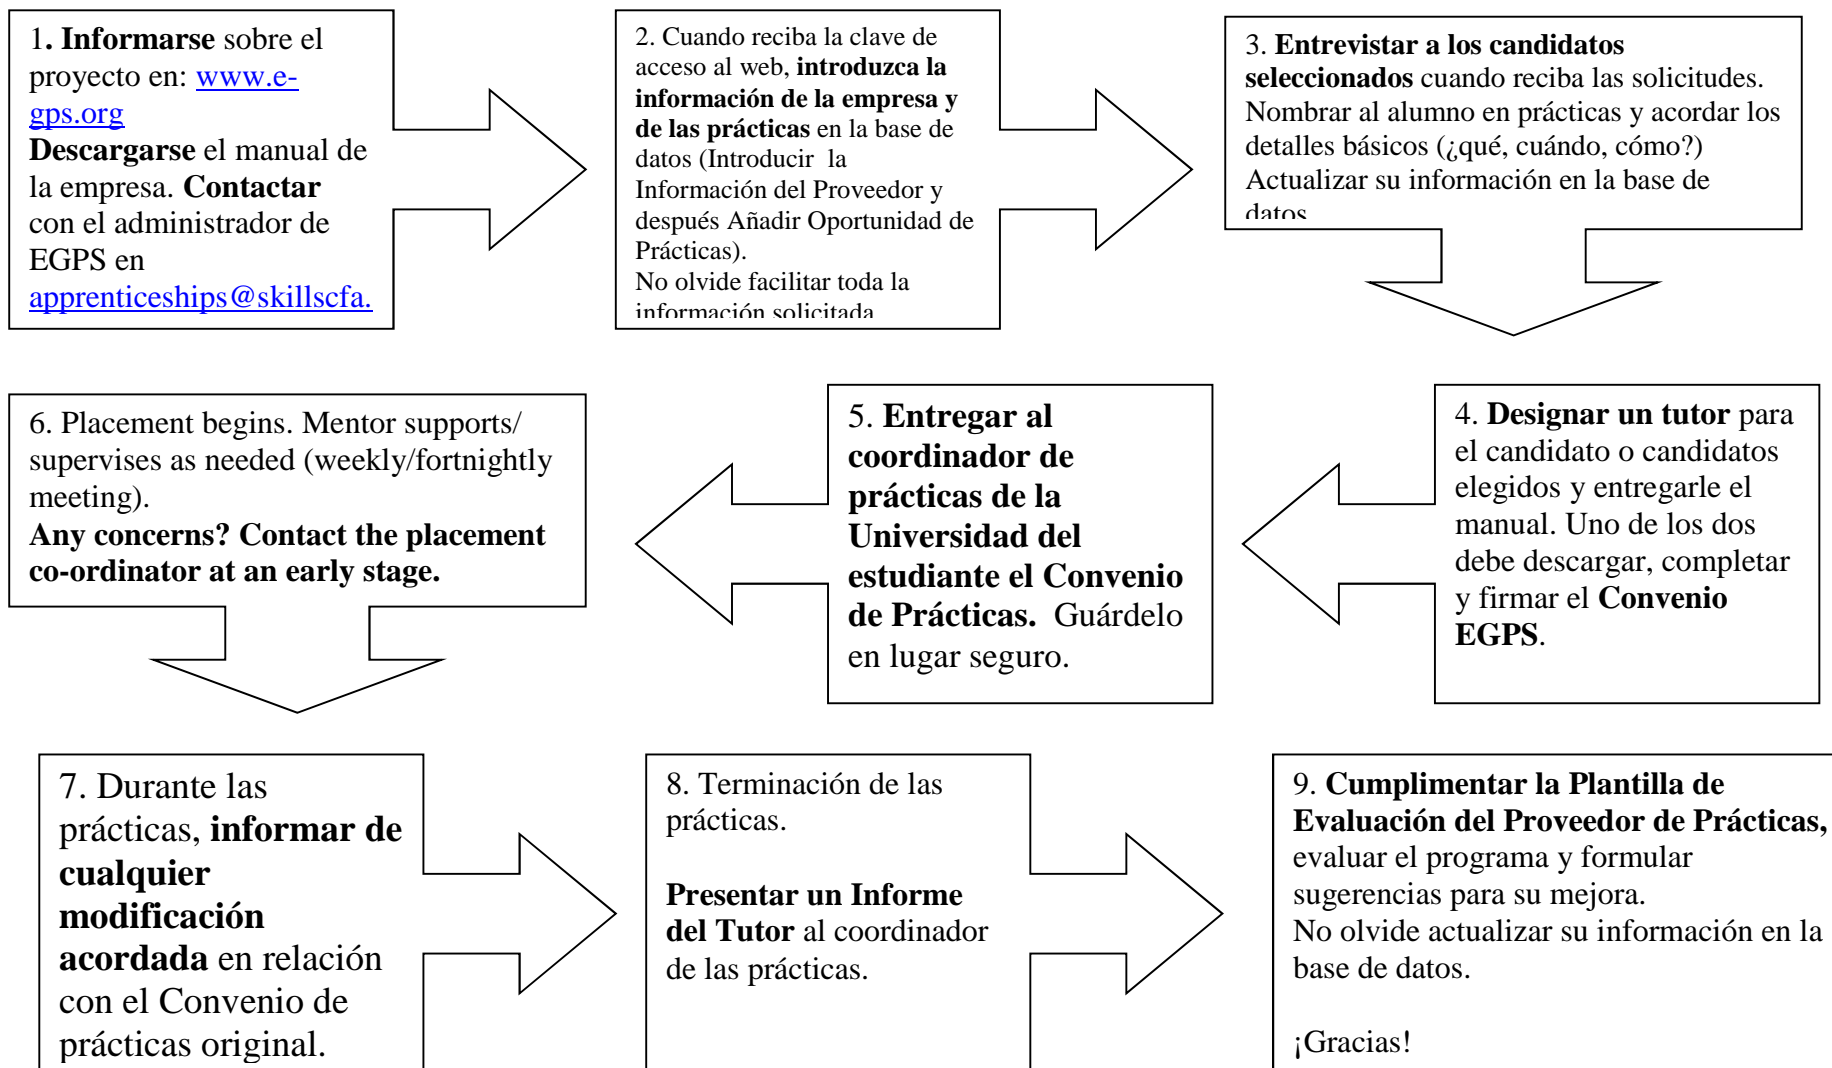 1. Informarse sobre el
proyecto en: www.e-
gps.org
Descargarse el manual de
la empresa. Contactar
con el administrador de
EGPS en
apprenticeships@skillscfa.
2. Cuando reciba la clave de
acceso al web, introduzca la
información de la empresa y
de las prácticas en la base de
datos (Introducir la
Información del Proveedor y
después Añadir Oportunidad de
Prácticas).
No olvide facilitar toda la
información solicitada
3. Entrevistar a los candidatos
seleccionados cuando reciba las solicitudes.
Nombrar al alumno en prácticas y acordar los
detalles básicos (¿qué, cuándo, cómo?)
Actualizar su información en la base de
datos
4. Designar un tutor para
el candidato o candidatos
elegidos y entregarle el
manual. Uno de los dos
debe descargar, completar
y firmar el Convenio
EGPS.
5. Entregar al
coordinador de
prácticas de la
Universidad del
estudiante el Convenio
de Prácticas. Guárdelo
en lugar seguro.
6. Placement begins. Mentor supports/
supervises as needed (weekly/fortnightly
meeting).
Any concerns? Contact the placement
co-ordinator at an early stage.
7. Durante las
prácticas, informar de
cualquier
modificación
acordada en relación
con el Convenio de
prácticas original.
8. Terminación de las
prácticas.
Presentar un Informe
del Tutor al coordinador
de las prácticas.
9. Cumplimentar la Plantilla de
Evaluación del Proveedor de Prácticas,
evaluar el programa y formular
sugerencias para su mejora.
No olvide actualizar su información en la
base de datos.
¡Gracias!